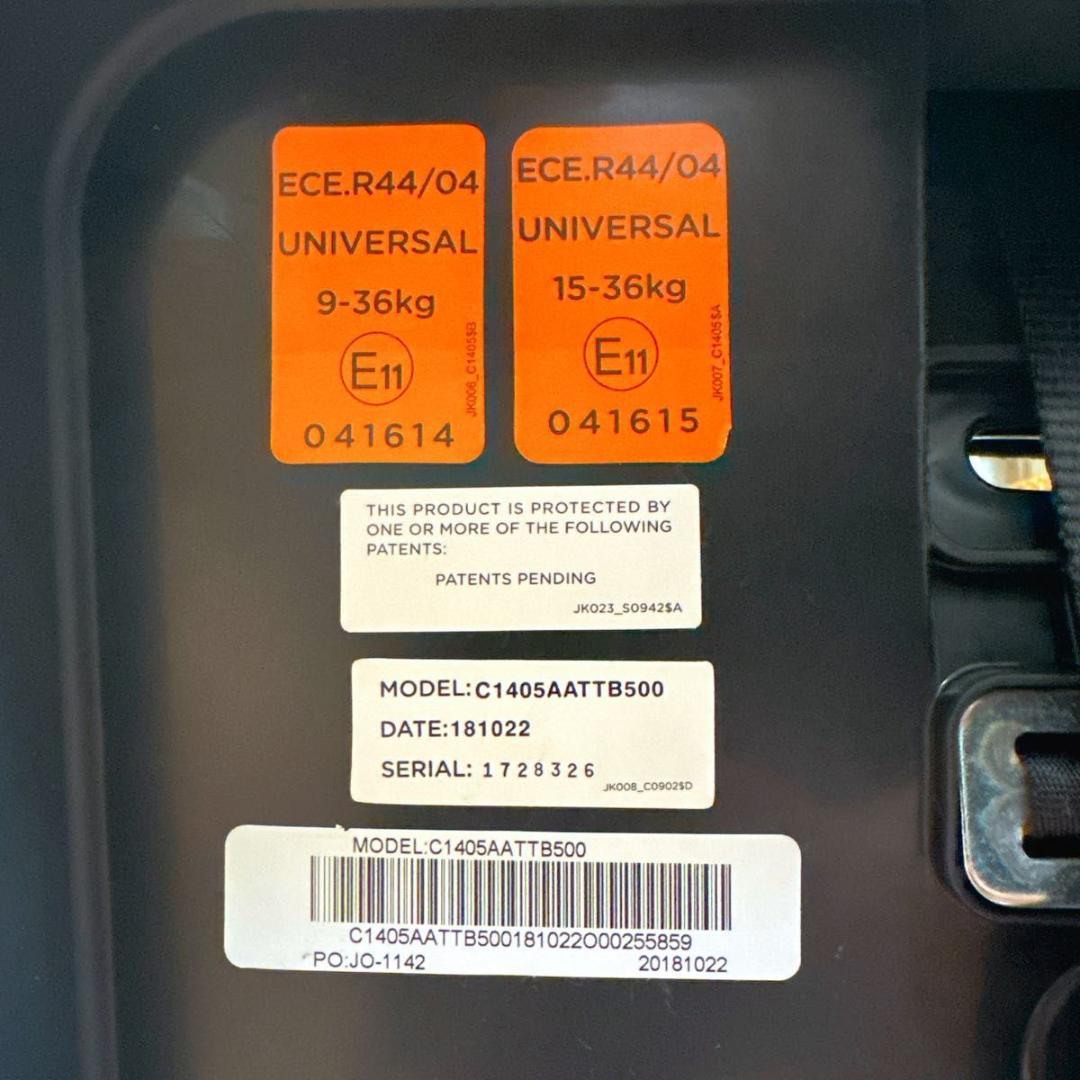 ECE.R44/04
UNIVERSAL
9-36kg
E11
041614
JK006_C1405$B
ECE.R44/04
UNIVERSAL
15-36kg
E11
041615
JK007_C1405$A
THIS PRODUCT IS PROTECTED BY
ONE OR MORE OF THE FOLLOWING
PATENTS:
PATENTS PENDING
JK023_S0942$A
MODEL:C1405AATTB500
DATE:181022
SERIAL: 1728326
JK008_C0902$D
MODEL:C1405AATTB500
C1405AATTB500181022O00255859
PO:JO-1142 20181022